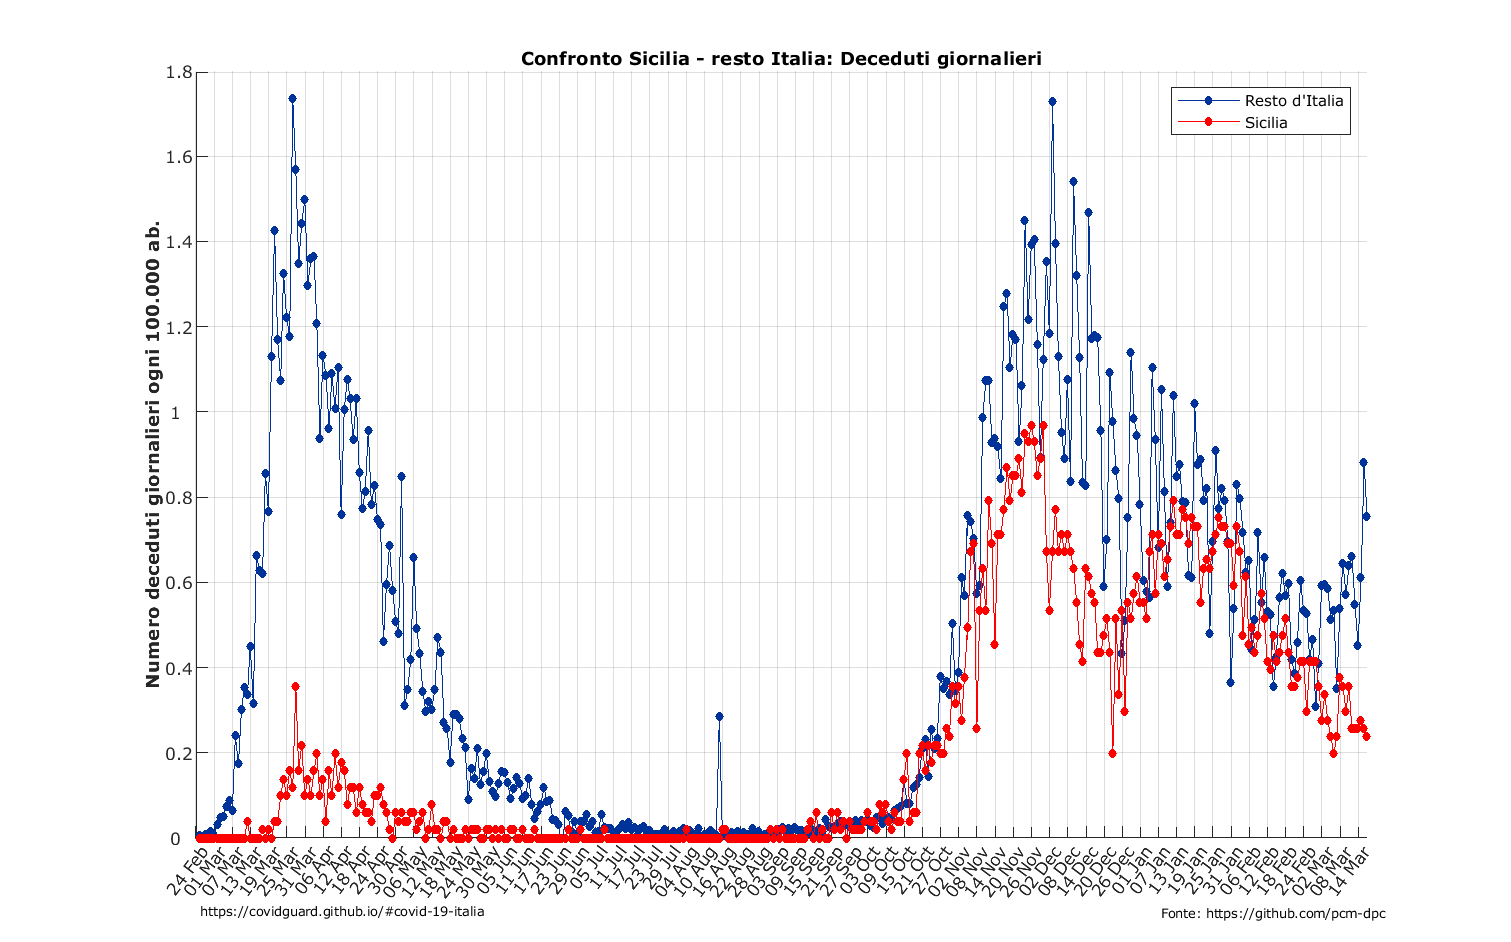 Confronto Sicilia - resto Italia: Deceduti giornalieri
Numero deceduti giornalieri ogni 100.000 ab.
1.8
1.6
1.4
1.2
1
0.8
0.6
0.4
0.2
0
Resto d'Italia
Sicilia
24 Feb
01 Mar
07 Mar
13 Mar
19 Mar
25 Mar
31 Mar
06 Apr
12 Apr
18 Apr
24 Apr
30 Apr
06 May
12 May
18 May
24 May
30 May
05 Jun
11 Jun
17 Jun
23 Jun
29 Jun
05 Jul
11 Jul
17 Jul
23 Jul
29 Jul
04 Aug
10 Aug
16 Aug
22 Aug
28 Aug
03 Sep
09 Sep
15 Sep
21 Sep
27 Sep
03 Oct
09 Oct
15 Oct
21 Oct
27 Oct
02 Nov
08 Nov
14 Nov
20 Nov
26 Nov
02 Dec
08 Dec
14 Dec
20 Dec
26 Dec
01 Jan
07 Jan
13 Jan
19 Jan
25 Jan
31 Jan
06 Feb
12 Feb
18 Feb
24 Feb
02 Mar
08 Mar
14 Mar
https://covidguard.github.io/#covid-19-italia
Fonte: https://github.com/pcm-dpc